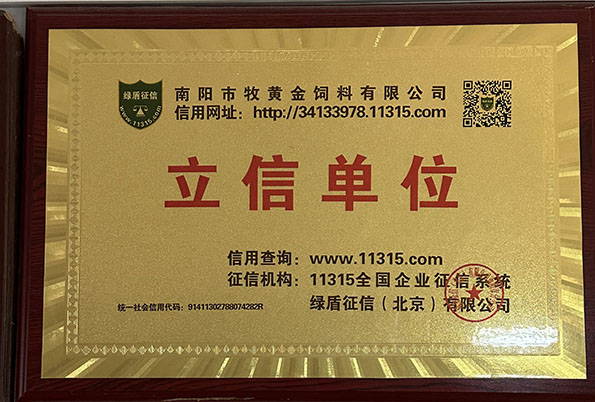 绿盾征信
www.11315.com
南阳市牧黄金饲料有限公司
信用网址：http://34133978.11315.com
立信单位
信用查询：www.11315.com
征信机构：11315全国企业征信系统
绿盾征信（北京）有限公司
统一社会信用代码：91411302788074282R